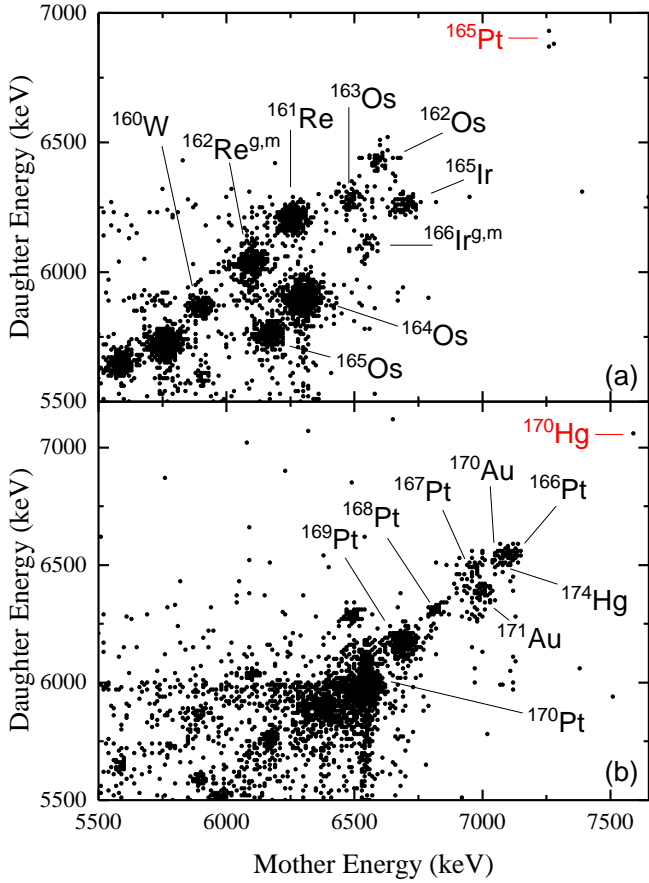 7000
6500
6000
5500
Daughter Energy (keV)
¹⁶⁵Pt
¹⁶³Os
¹⁶¹Re
¹⁶²Os
¹⁶⁰W
¹⁶²Reᵍ,ᵐ
¹⁶⁵Ir
¹⁶⁶Irᵍ,ᵐ
¹⁶⁴Os
¹⁶⁵Os
(a)
7000
6500
6000
5500
Daughter Energy (keV)
¹⁷⁰Hg
¹⁷⁰Au
¹⁶⁷Pt
¹⁶⁶Pt
¹⁶⁸Pt
¹⁶⁹Pt
¹⁷⁴Hg
¹⁷¹Au
¹⁷⁰Pt
(b)
5500 6000 6500 7000 7500
Mother Energy (keV)